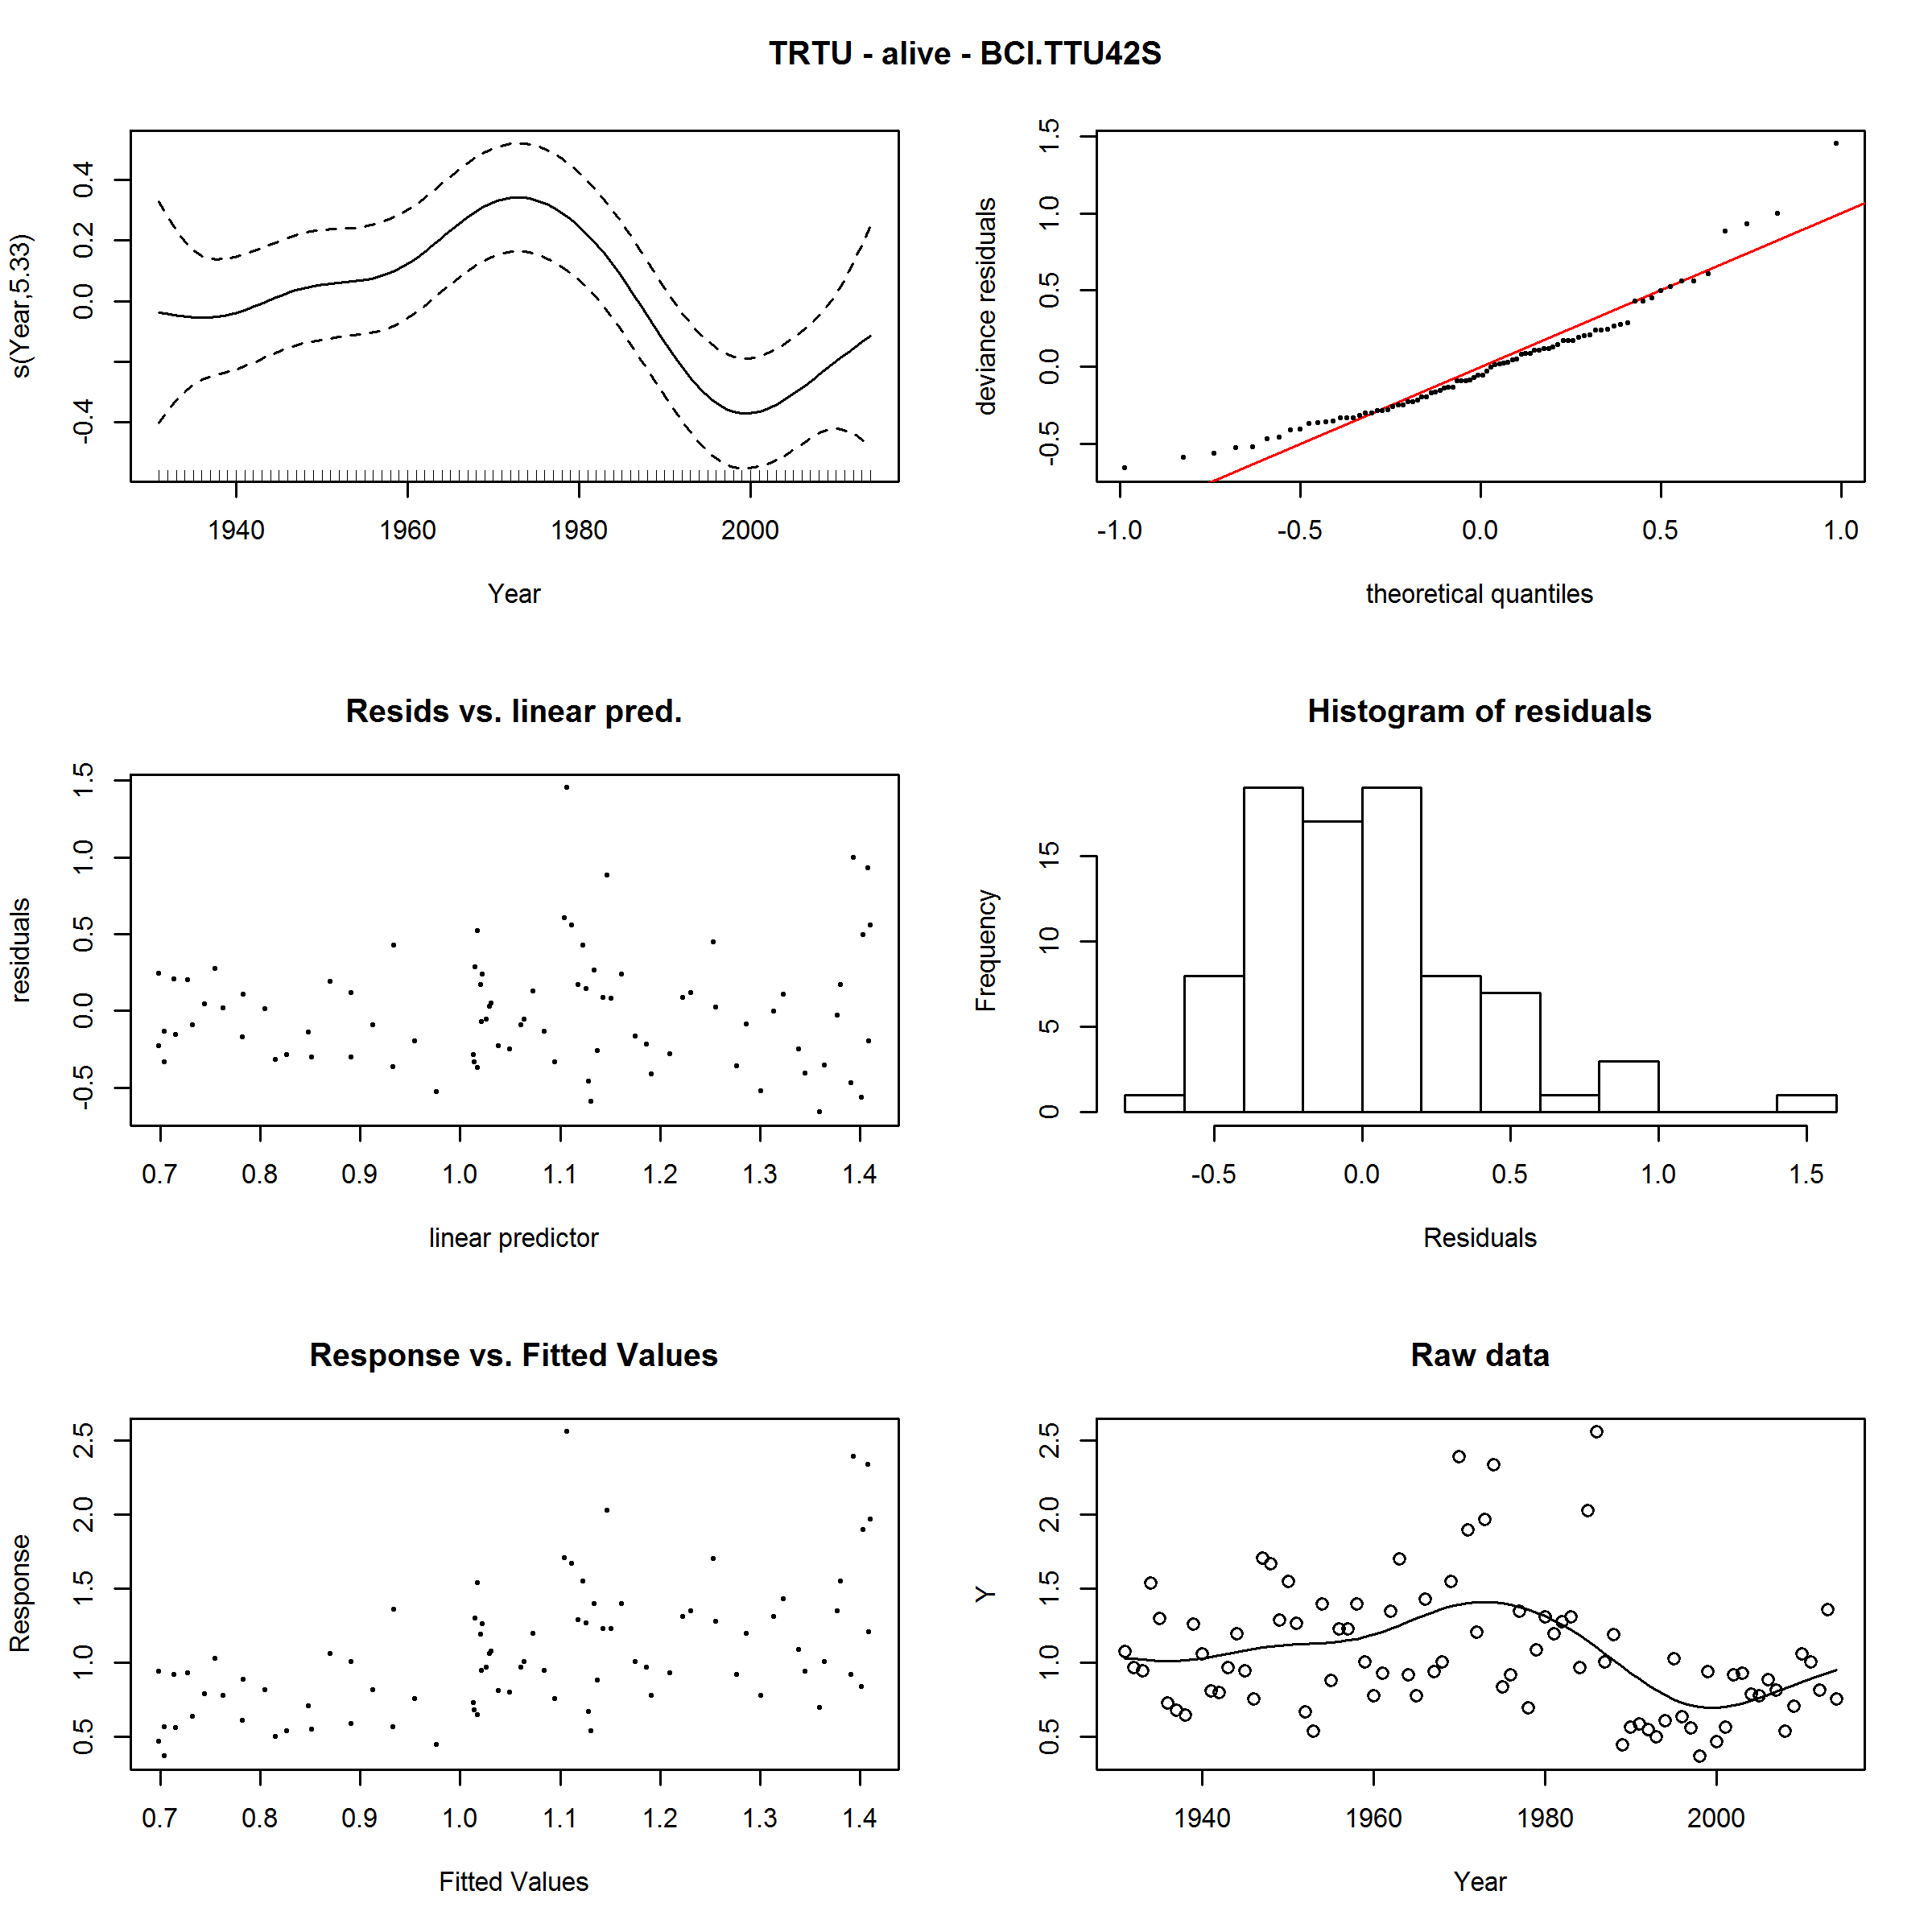 TRTU - alive - BCI.TTU42S
s(Year,5.33)
-0.4 0.0 0.2 0.4
1940 1960 1980 2000
Year
deviance residuals
-0.5 0.0 0.5 1.0 1.5
-1.0 -0.5 0.0 0.5 1.0
theoretical quantiles
Resids vs. linear pred.
residuals
-0.5 0.0 0.5 1.0 1.5
0.7 0.8 0.9 1.0 1.1 1.2 1.3 1.4
linear predictor
Histogram of residuals
Frequency
0 5 10 15
-0.5 0.0 0.5 1.0 1.5
Residuals
Response vs. Fitted Values
Response
0.5 1.0 1.5 2.0 2.5
0.7 0.8 0.9 1.0 1.1 1.2 1.3 1.4
Fitted Values
Raw data
Y
0.5 1.0 1.5 2.0 2.5
1940 1960 1980 2000
Year